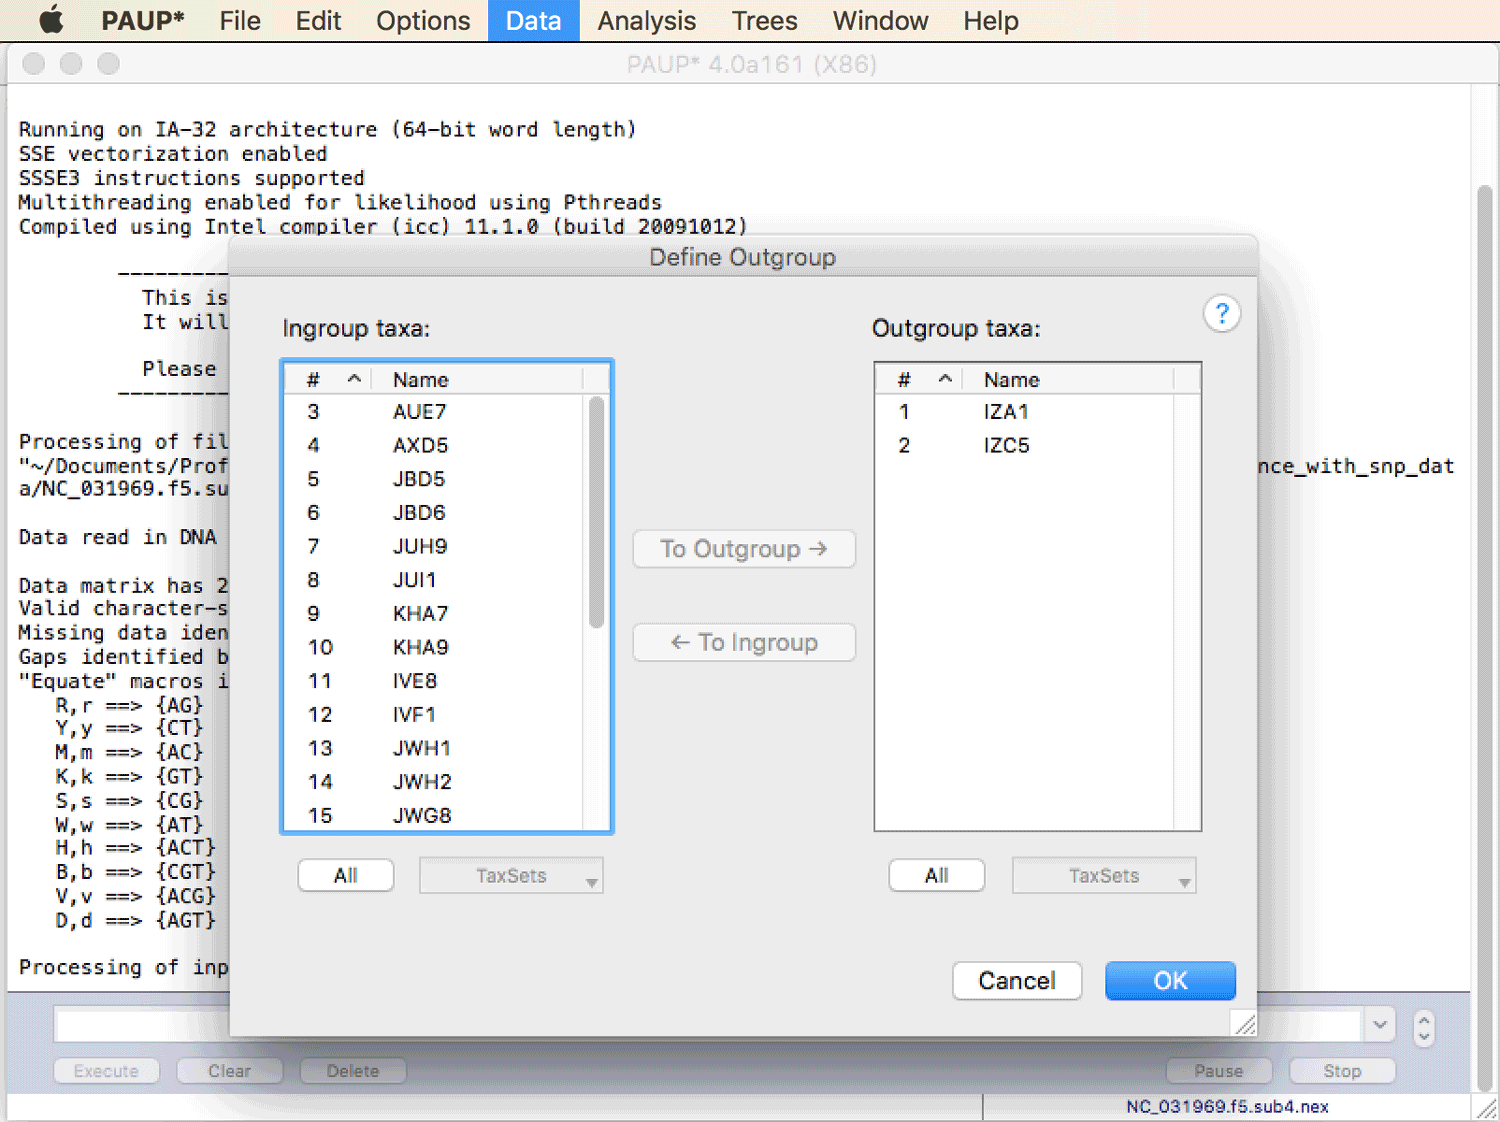 PAUP* File Edit Options Data Analysis Trees Window Help
PAUP* 4.0a161 (X86)
Running on IA-32 architecture (64-bit word length)
SSE vectorization enabled
SSSE3 instructions supported
Multithreading enabled for likelihood using Pthreads
Compiled using Intel compiler (icc) 11.1.0 (build 20091012)
----------
This is
It will
Please
----------
Processing of fil
"~/Documents/Prof
nce_with_snp_dat
a/NC_031969.f5.su
Data read in DNA
Data matrix has 2
Valid character-s
Missing data iden
Gaps identified b
"Equate" macros i
R,r ==> {AG}
Y,y ==> {CT}
M,m ==> {AC}
K,k ==> {GT}
S,s ==> {CG}
W,w ==> {AT}
H,h ==> {ACT}
B,b ==> {CGT}
V,v ==> {ACG}
D,d ==> {AGT}
Processing of inp
Define Outgroup
?
Ingroup taxa:
# Name
3 AUE7
4 AXD5
5 JBD5
6 JBD6
7 JUH9
8 JUI1
9 KHA7
10 KHA9
11 IVE8
12 IVF1
13 JWH1
14 JWH2
15 JWG8
All TaxSets
To Outgroup →
← To Ingroup
Outgroup taxa:
# Name
1 IZA1
2 IZC5
All TaxSets
Cancel OK
Execute Clear Delete Pause Stop
NC_031969.f5.sub4.nex